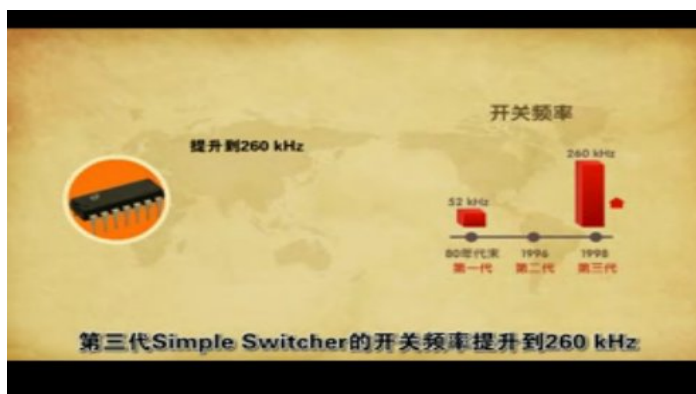 开关频率
提升到260 kHz
260 kHz
52 kHz
80年代末 1996 1998
第一代 第二代 第三代
第三代Simple Switcher的开关频率提升到260 kHz